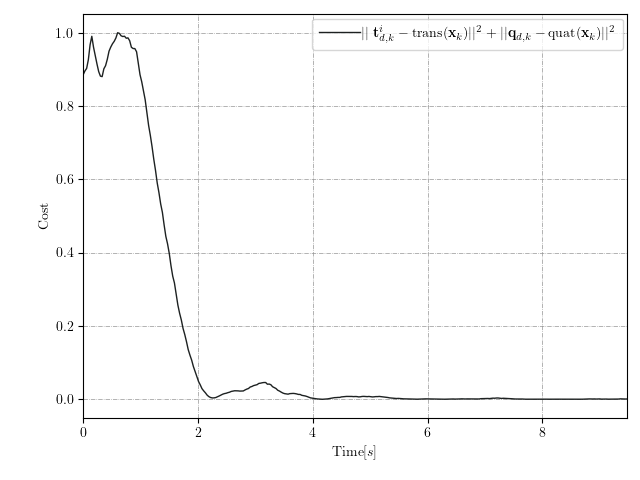 || t^i_{d,k} − trans(x_k)||² + ||q_{d,k} − quat(x_k)||²
1.0
0.8
0.6
0.4
0.2
0.0
Cost
0 2 4 6 8
Time[s]